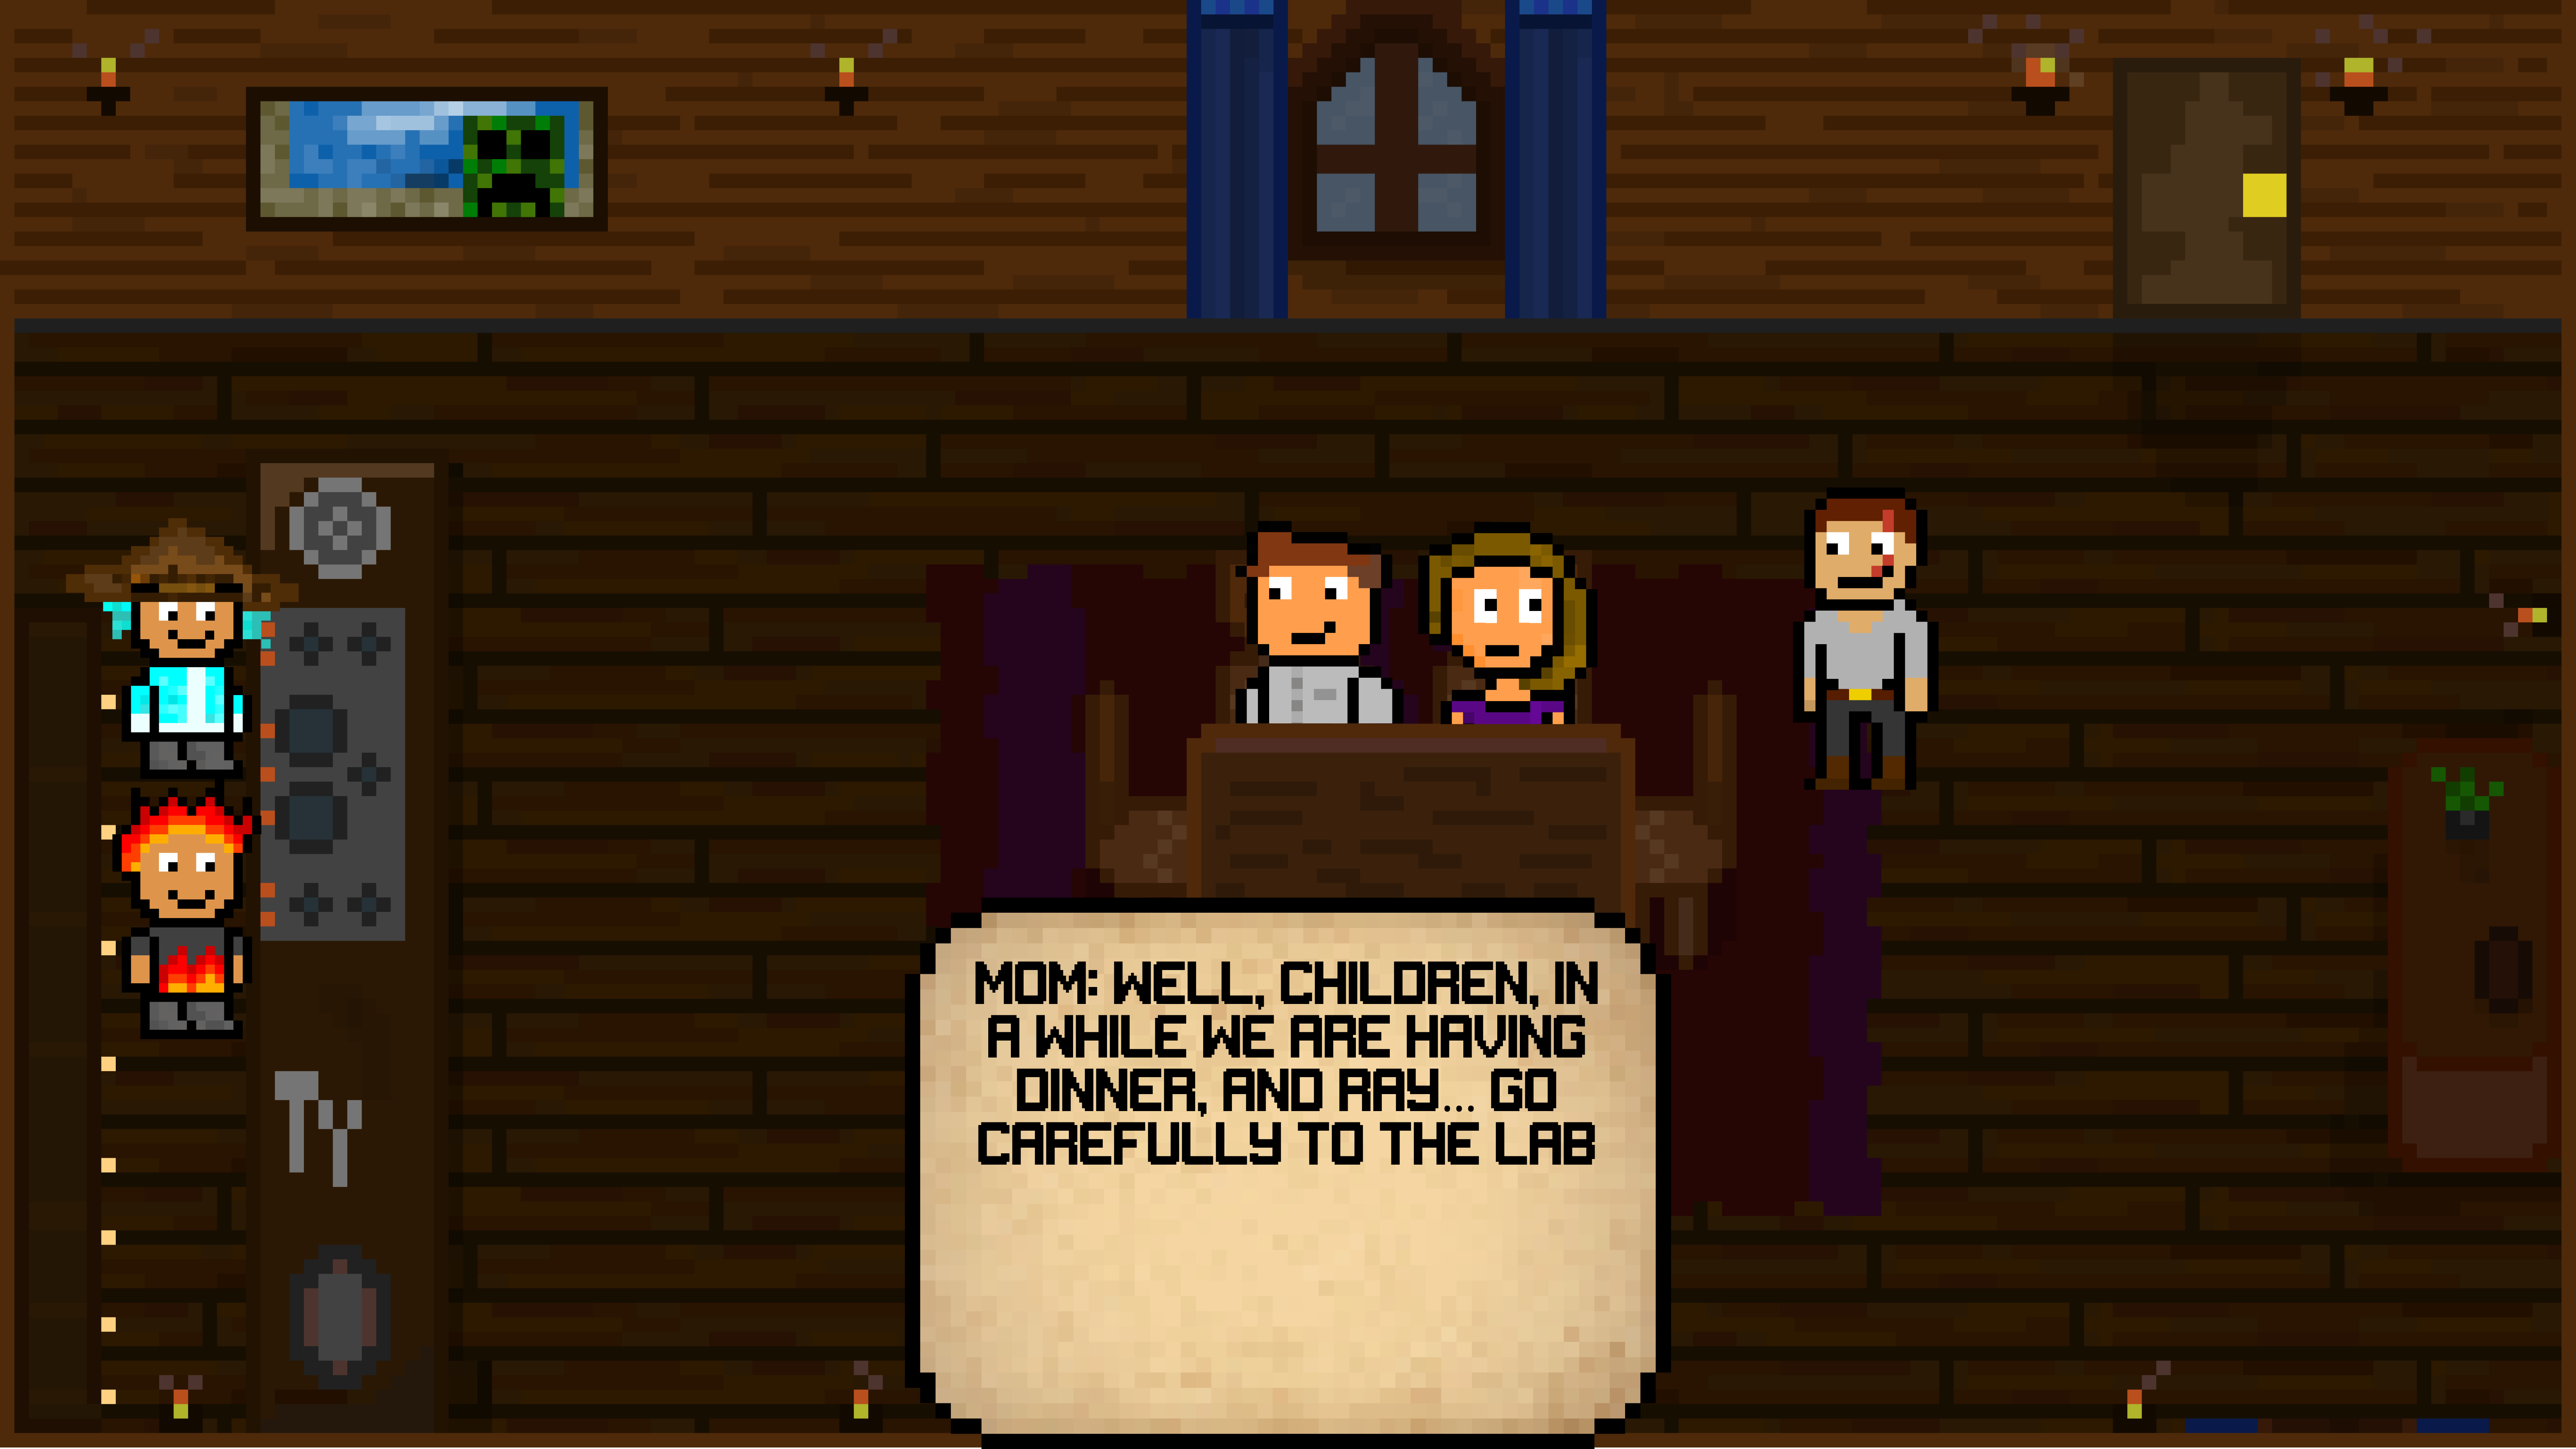 MOM: WELL, CHILDREN, IN
A WHILE WE ARE HAVING
DINNER, AND RAY... GO
CAREFULLY TO THE LAB